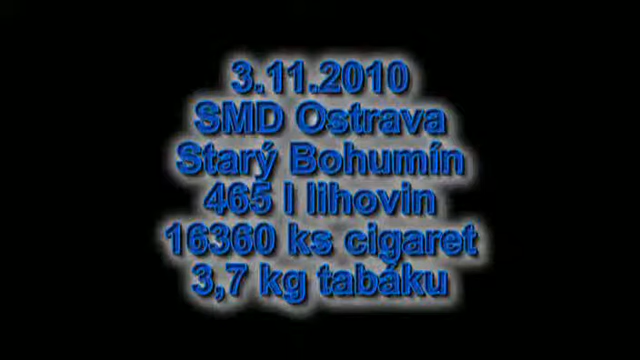 3.11.2010
SMD Ostrava
Starý Bohumín
465 l lihovin
16360 ks cigaret
3,7 kg tabáku